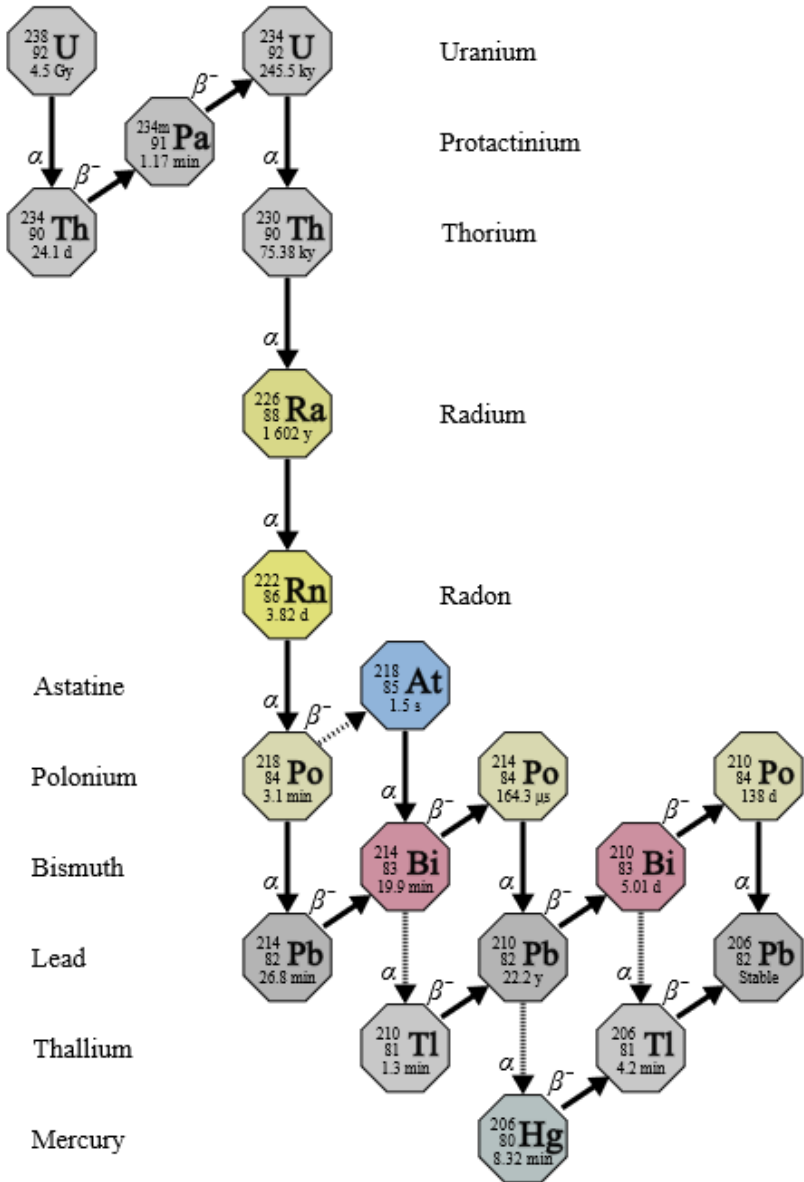 238
92 U
4.5 Gy
234
92 U
245.5 ky
Uranium
β⁻
234m
91 Pa
1.17 min
Protactinium
α
β⁻
α
234
90 Th
24.1 d
230
90 Th
75.38 ky
Thorium
α
226
88 Ra
1 602 y
Radium
α
222
86 Rn
3.82 d
Radon
Astatine
218
85 At
1.5 s
α
β⁻
Polonium
218
84 Po
3.1 min
214
84 Po
164.3 µs
210
84 Po
138 d
α
β⁻
β⁻
Bismuth
214
83 Bi
19.9 min
210
83 Bi
5.01 d
α
β⁻
α
β⁻
α
Lead
214
82 Pb
26.8 min
210
82 Pb
22.2 y
206
82 Pb
Stable
α
β⁻
α
β⁻
Thallium
210
81 Tl
1.3 min
206
81 Tl
4.2 min
α
β⁻
Mercury
206
80 Hg
8.32 min